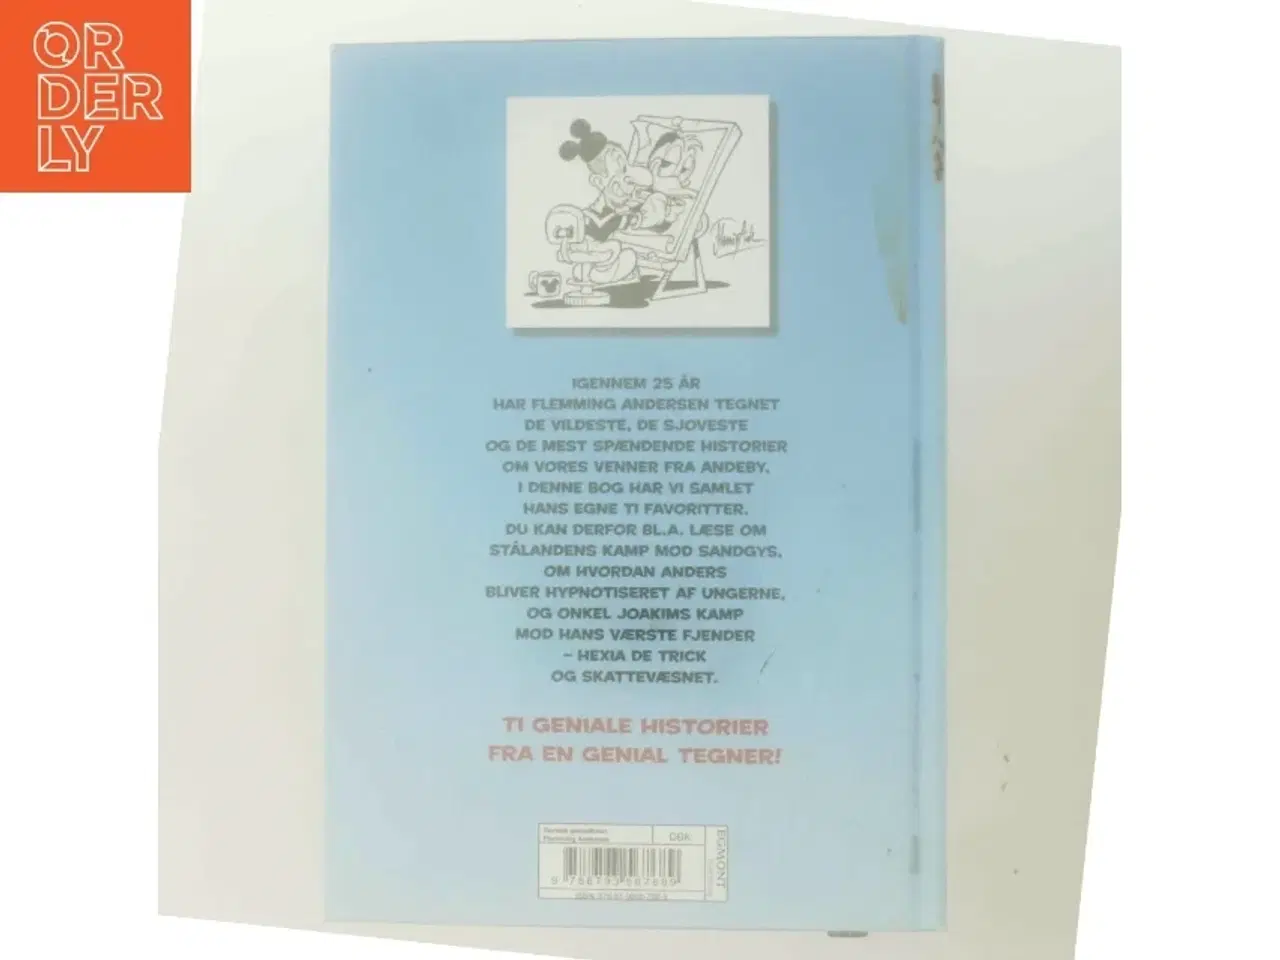 ORDERLY
IGENNEM 25 ÅR
HAR FLEMMING ANDERSEN TEGNET
DE VILDESTE, DE SJOVESTE
OG DE MEST SPÆNDENDE HISTORIER
OM VORES VENNER FRA ANDEBY.
I DENNE BOG HAR VI SAMLET
HANS EGNE TI FAVORITTER.
DU KAN DERFOR BL.A. LÆSE OM
STÅLANDENS KAMP MOD SANDGYS,
OM HVORDAN ANDERS
BLIVER HYPNOTISERET AF UNGERNE,
OG ONKEL JOAKIMS KAMP
MOD HANS VÆRSTE FJENDER
– HEXIA DE TRICK
OG SKATTEVÆSNET.
TI GENIALE HISTORIER
FRA EN GENIAL TEGNER!
Flemming Andersen
EGMONT